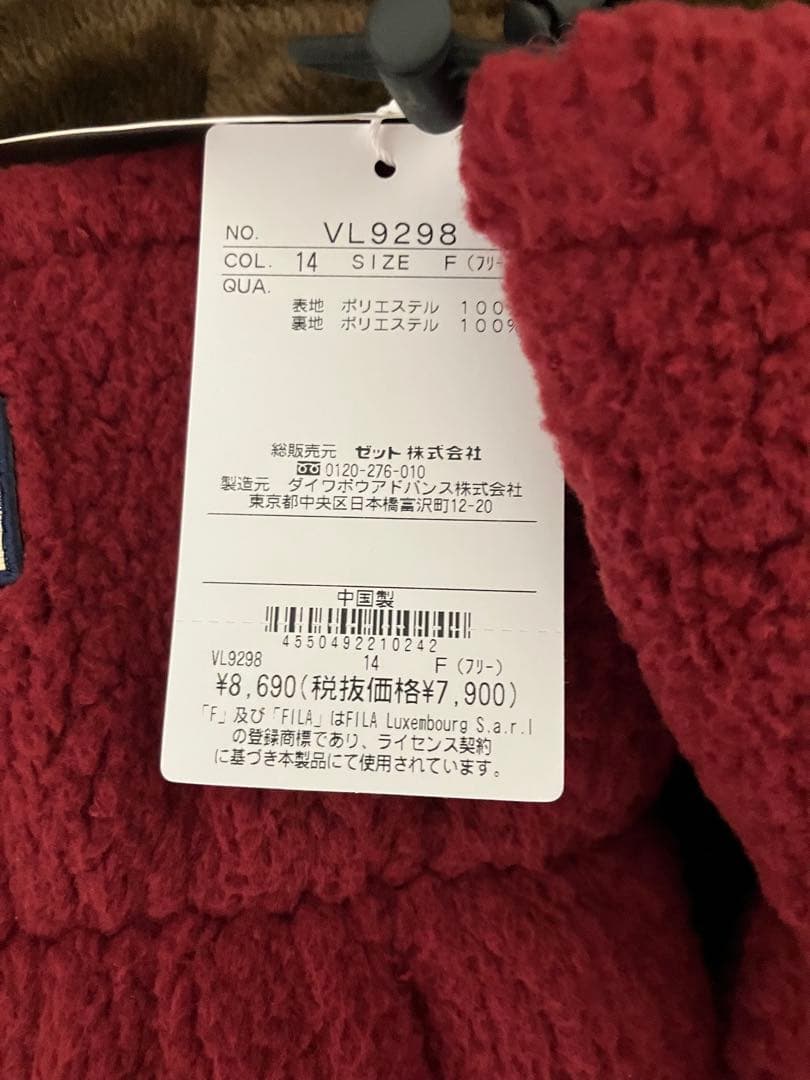 NO. VL9298
COL. 14 SIZE F (フリー
QUA.
表地 ポリエステル 100%
裏地 ポリエステル 100%
総販売元 ゼット株式会社
0120-276-010
製造元 ダイワボウアドバンス株式会社
東京都中央区日本橋富沢町12-20
中国製
4550492210242
VL9298 14 F (フリー)
¥8,690(税抜価格¥7,900)
「F」及び「FILA」はFILA Luxembourg S.a.r.l
の登録商標であり、ライセンス契約
に基づき本製品にて使用されています。